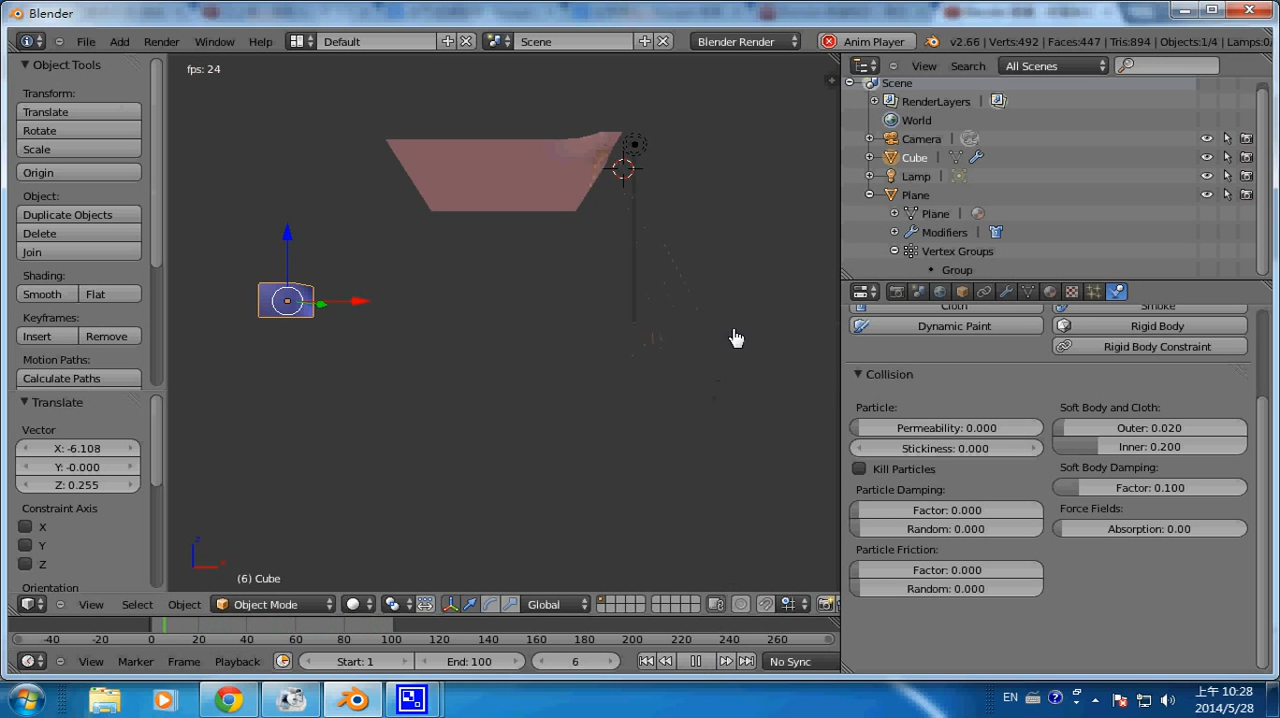 Blender
File Add Render Window Help Default Scene Blender Render Anim Player v2.66 | Verts:492 | Faces:447 | Tris:894 | Objects:1/4 | Lamps:0/
Object Tools
Transform:
Translate
Rotate
Scale
Origin
Object:
Duplicate Objects
Delete
Join
Shading:
Smooth Flat
Keyframes:
Insert Remove
Motion Paths:
Calculate Paths
Translate
Vector
X: -6.108
Y: -0.000
Z: 0.255
Constraint Axis
X
Y
Z
Orientation
fps: 24
z
x
(6) Cube
View Select Object Object Mode Global
-40 -20 0 20 40 60 80 100 120 140 160 180 200 220 240 260
View Marker Frame Playback Start: 1 End: 100 6 No Sync
View Search All Scenes
Scene
RenderLayers
World
Camera
Cube
Lamp
Plane
Plane
Modifiers
Vertex Groups
Group
Cloth Smoke
Dynamic Paint Rigid Body
Rigid Body Constraint
Collision
Particle:
Permeability: 0.000
Stickiness: 0.000
Kill Particles
Particle Damping:
Factor: 0.000
Random: 0.000
Particle Friction:
Factor: 0.000
Random: 0.000
Soft Body and Cloth:
Outer: 0.020
Inner: 0.200
Soft Body Damping:
Factor: 0.100
Force Fields:
Absorption: 0.00
EN
上午 10:28
2014/5/28